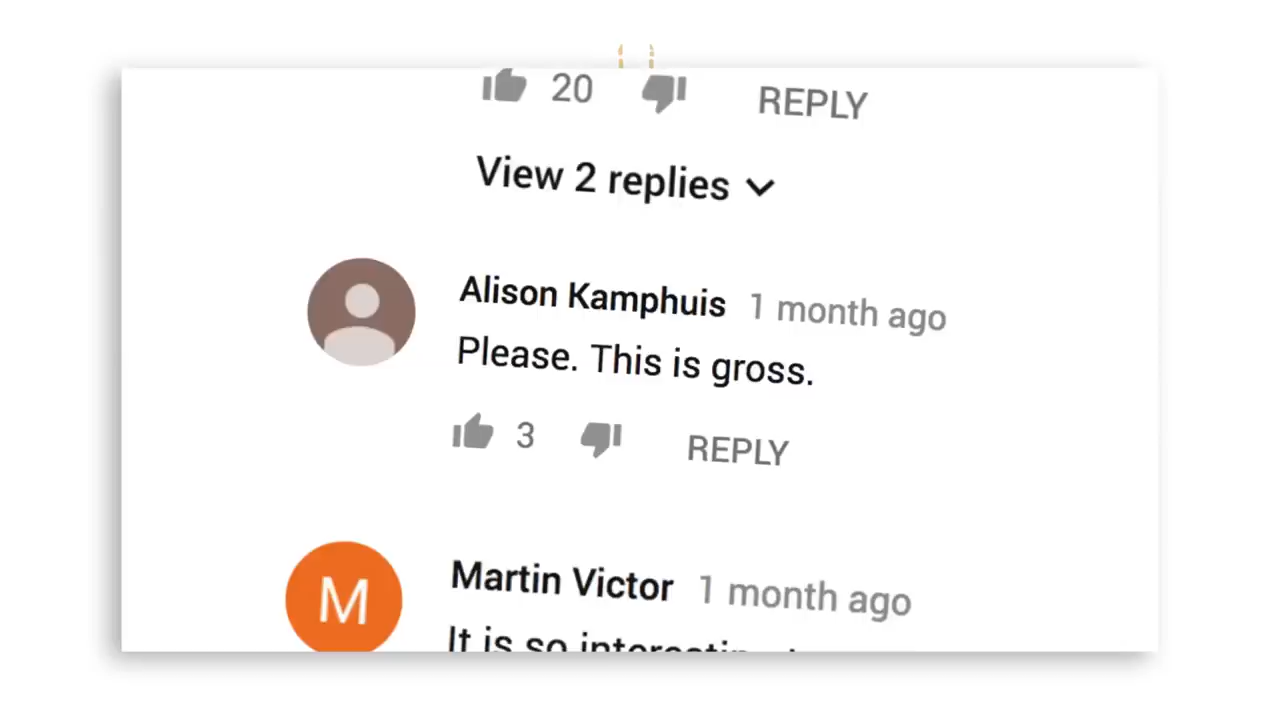 20 REPLY
View 2 replies
Alison Kamphuis 1 month ago
Please. This is gross.
3 REPLY
M
Martin Victor 1 month ago
It is so